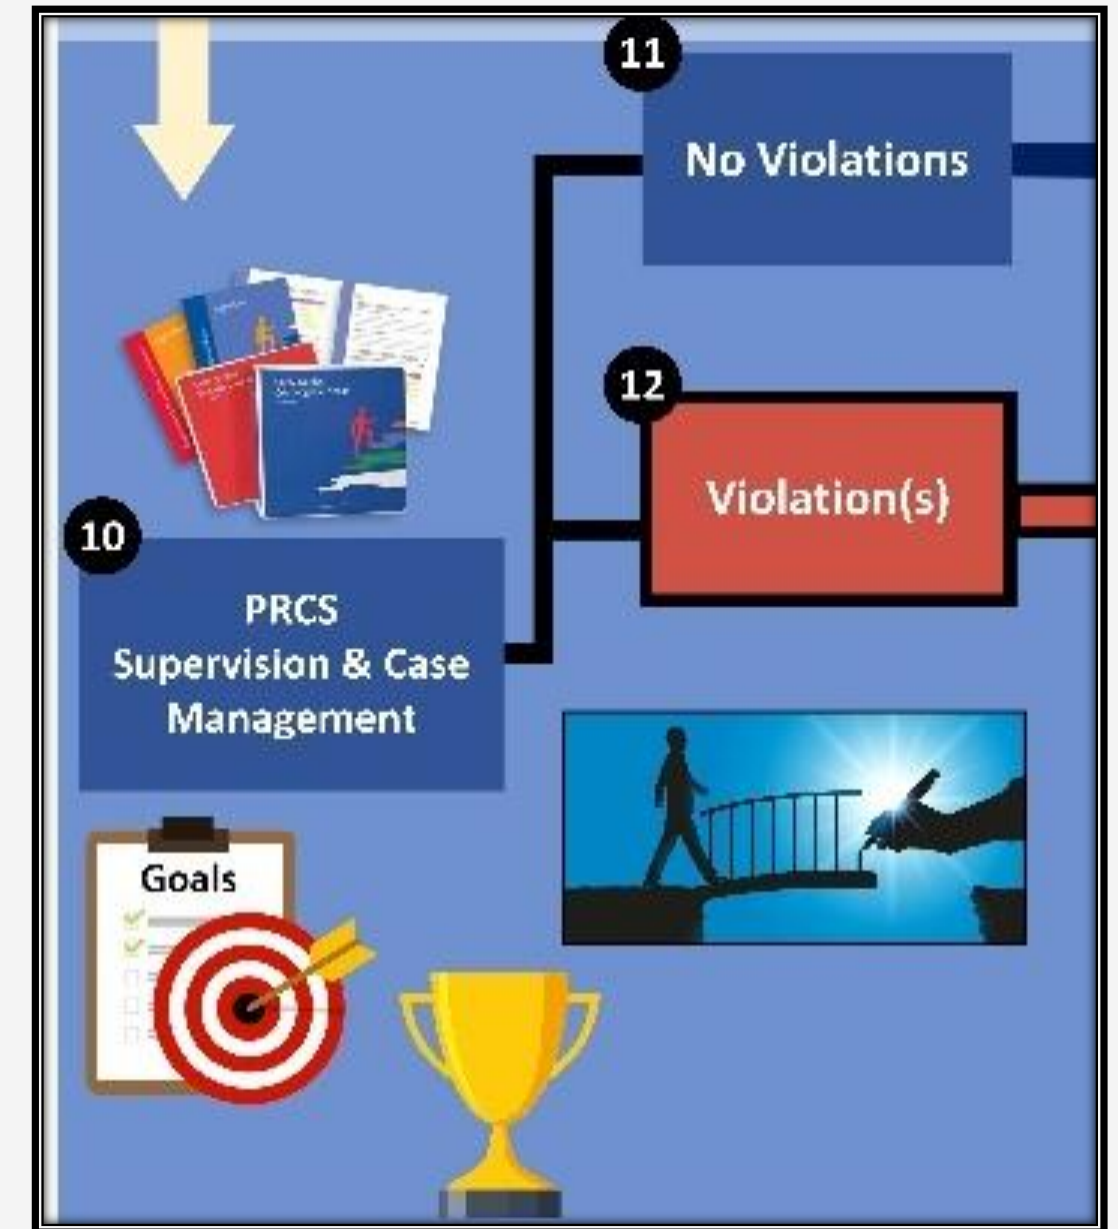 11
No Violations
12
Violation(s)
10
PRCS
Supervision & Case
Management
Goals